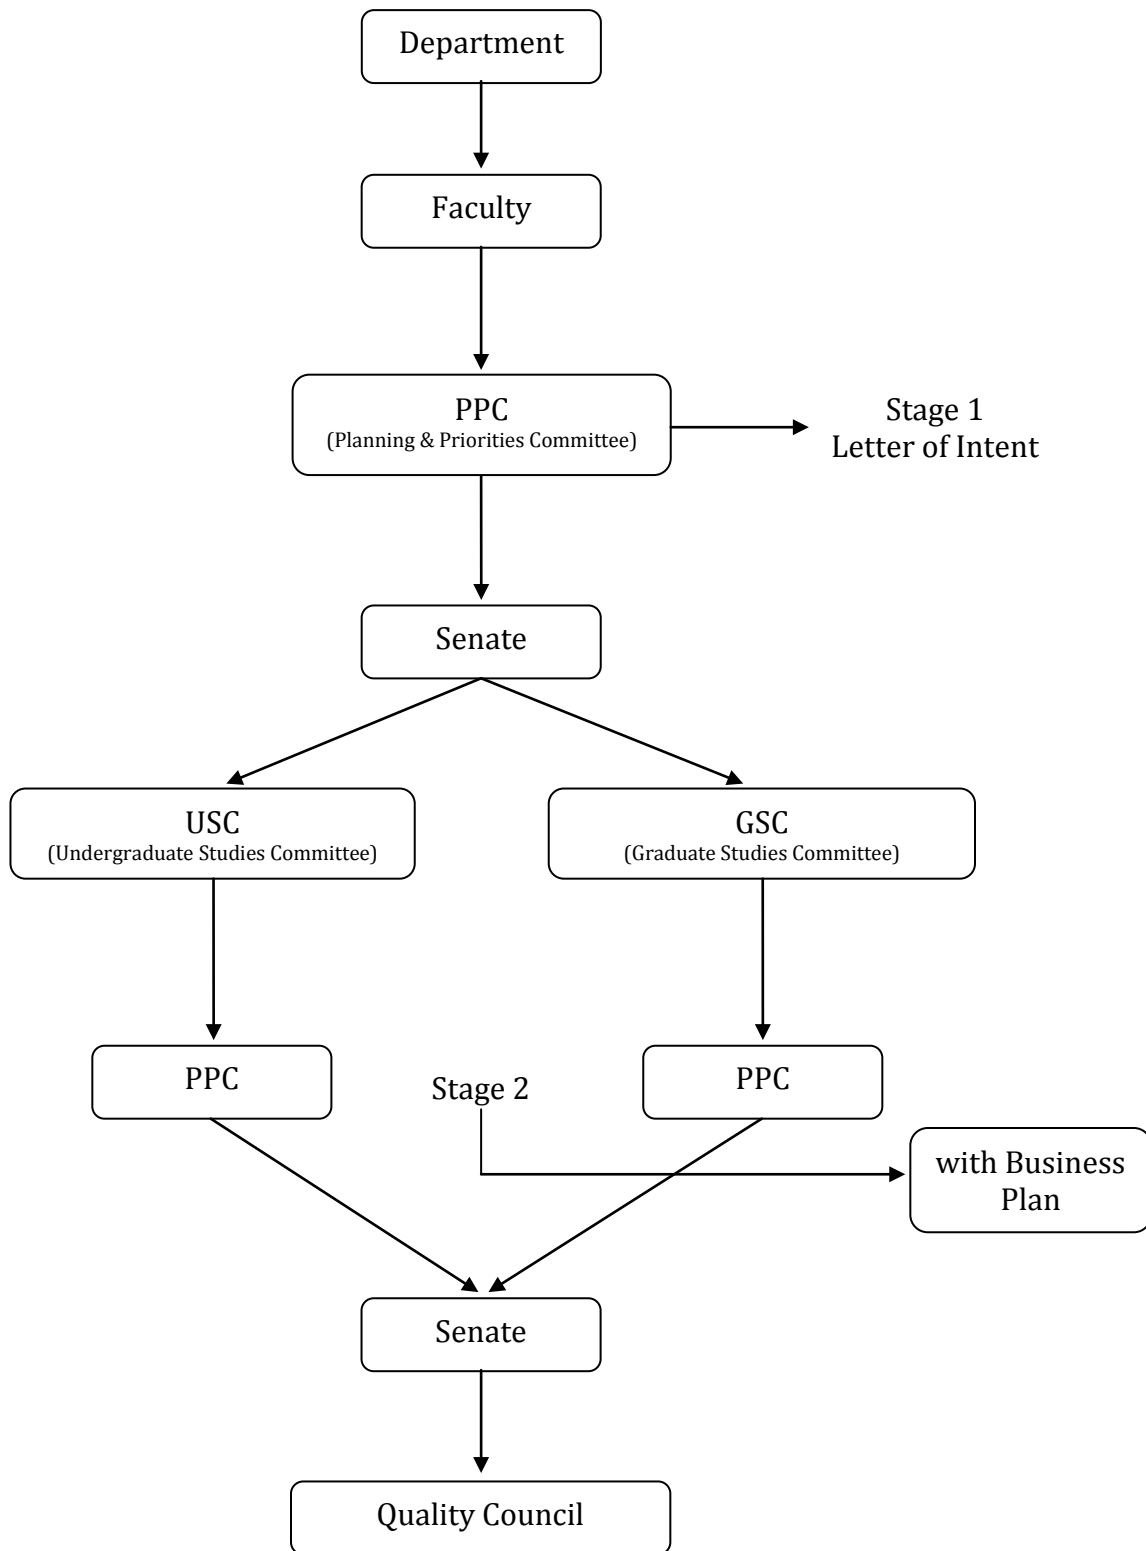 Department
Faculty
PPC
(Planning & Priorities Committee)
Stage 1
Letter of Intent
Senate
USC
(Undergraduate Studies Committee)
GSC
(Graduate Studies Committee)
PPC
Stage 2
PPC
with Business
Plan
Senate
Quality Council